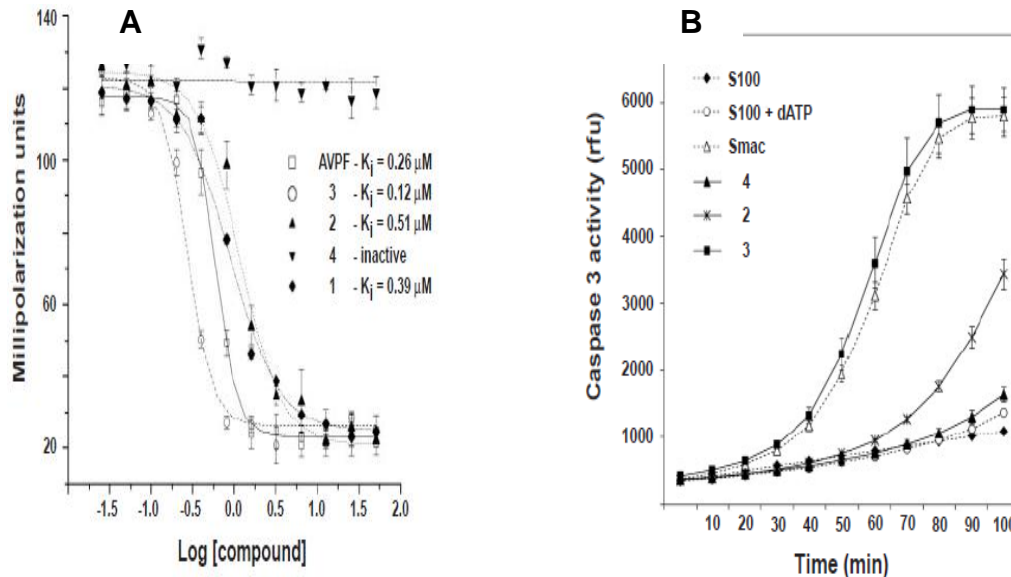 A
Millipolarization units
140
100
60
20
AVPF - Ki = 0.26 µM
3 - Ki = 0.12 µM
2 - Ki = 0.51 µM
4 - inactive
1 - Ki = 0.39 µM
-1.5 -1.0 -0.5 0.0 0.5 1.0 1.5 2.0
Log [compound]
B
Caspase 3 activity (rfu)
6000
5000
4000
3000
2000
1000
S100
S100 + dATP
Smac
4
2
3
10 20 30 40 50 60 70 80 90 100
Time (min)